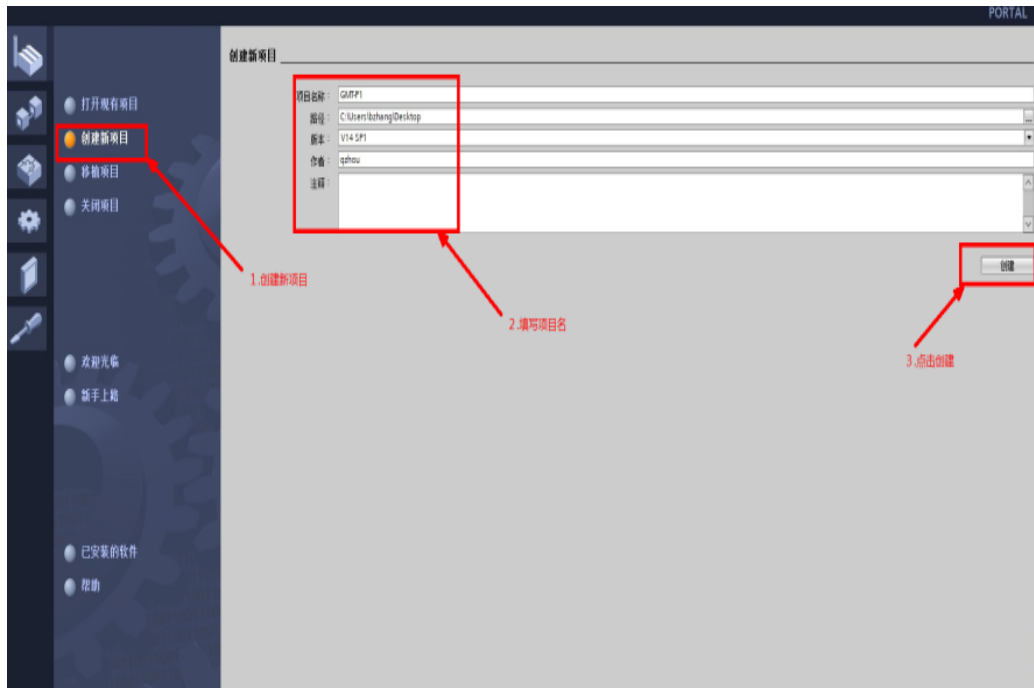 PORTAL
创建新项目
项目名称：
GMT-P1
路径：
C:\Users\bzhang\Desktop
版本：
V14 SP1
作者：
qzhou
注释：
创建
打开现有项目
创建新项目
移植项目
关闭项目
欢迎光临
新手上路
已安装的软件
帮助
1.创建新项目
2.填写项目名
3.点击创建